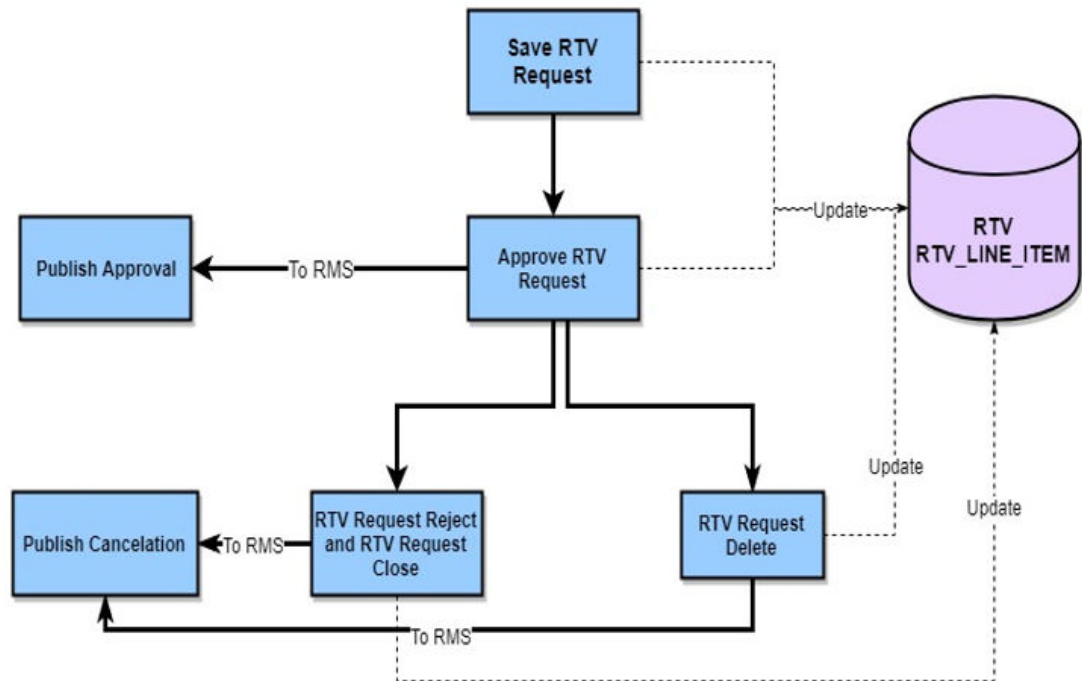 Save RTV
Request
Update
RTV
RTV_LINE_ITEM
Publish Approval
To RMS
Approve RTV
Request
Update
Update
Publish Cancelation
To RMS
RTV Request Reject
and RTV Request
Close
RTV Request
Delete
To RMS